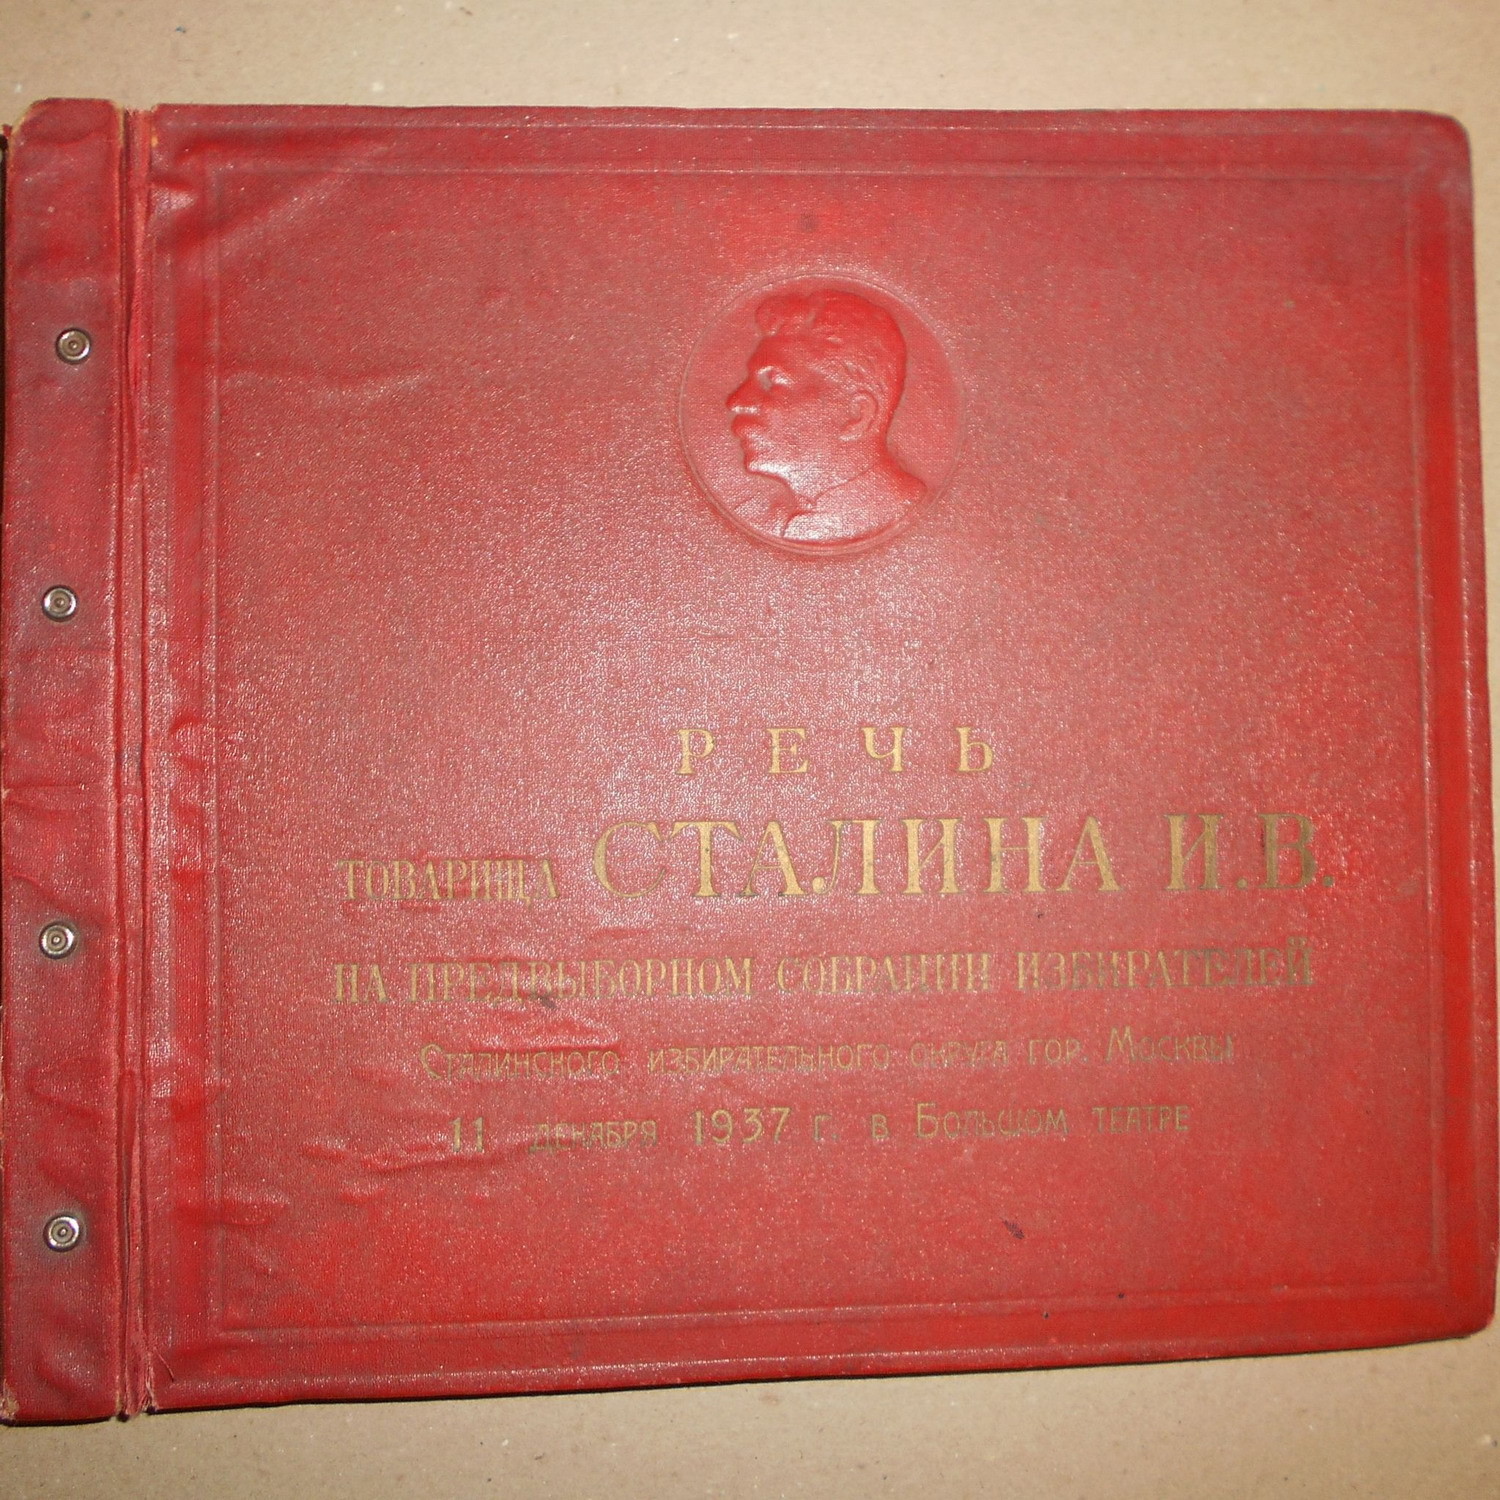 РЕЧЬ
ТОВАРИЩА СТАЛИНА И.В.
НА ПРЕДВЫБОРНОМ СОБРАНИИ ИЗБИРАТЕЛЕЙ
Сталинского избирательного округа гор. Москвы
11 декабря 1937 г. в Большом театре